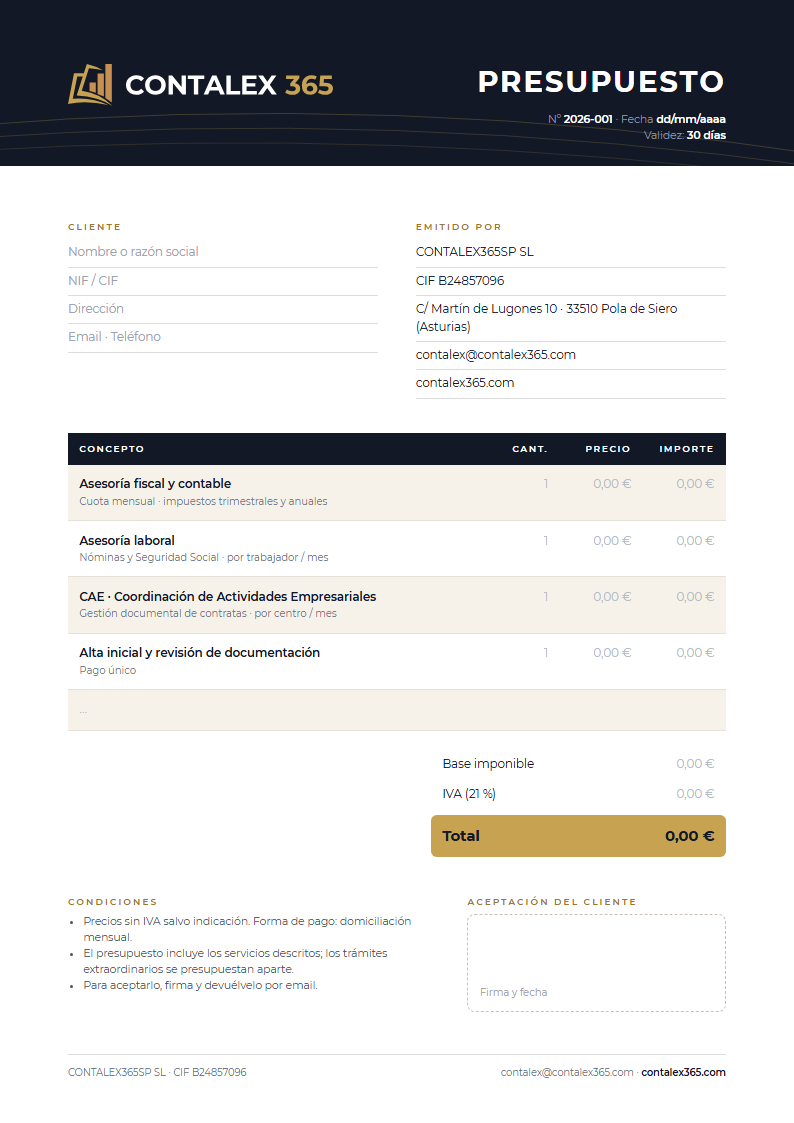 CONTALEX 365
PRESUPUESTO
Nº 2026-001 · Fecha dd/mm/aaaa
Validez: 30 días
CLIENTE
Nombre o razón social
NIF / CIF
Dirección
Email · Teléfono
EMITIDO POR
CONTALEX365SP SL
CIF B24857096
C/ Martín de Lugones 10 · 33510 Pola de Siero
(Asturias)
contalex@contalex365.com
contalex365.com
CONCEPTO CANT. PRECIO IMPORTE
Asesoría fiscal y contable 1 0,00 € 0,00 €
Cuota mensual · impuestos trimestrales y anuales
Asesoría laboral 1 0,00 € 0,00 €
Nóminas y Seguridad Social · por trabajador / mes
CAE · Coordinación de Actividades Empresariales 1 0,00 € 0,00 €
Gestión documental de contratas · por centro / mes
Alta inicial y revisión de documentación 1 0,00 € 0,00 €
Pago único
...
Base imponible 0,00 €
IVA (21 %) 0,00 €
Total 0,00 €
CONDICIONES
• Precios sin IVA salvo indicación. Forma de pago: domiciliación
mensual.
• El presupuesto incluye los servicios descritos; los trámites
extraordinarios se presupuestan aparte.
• Para aceptarlo, firma y devuélvelo por email.
ACEPTACIÓN DEL CLIENTE
Firma y fecha
CONTALEX365SP SL · CIF B24857096
contalex@contalex365.com · contalex365.com